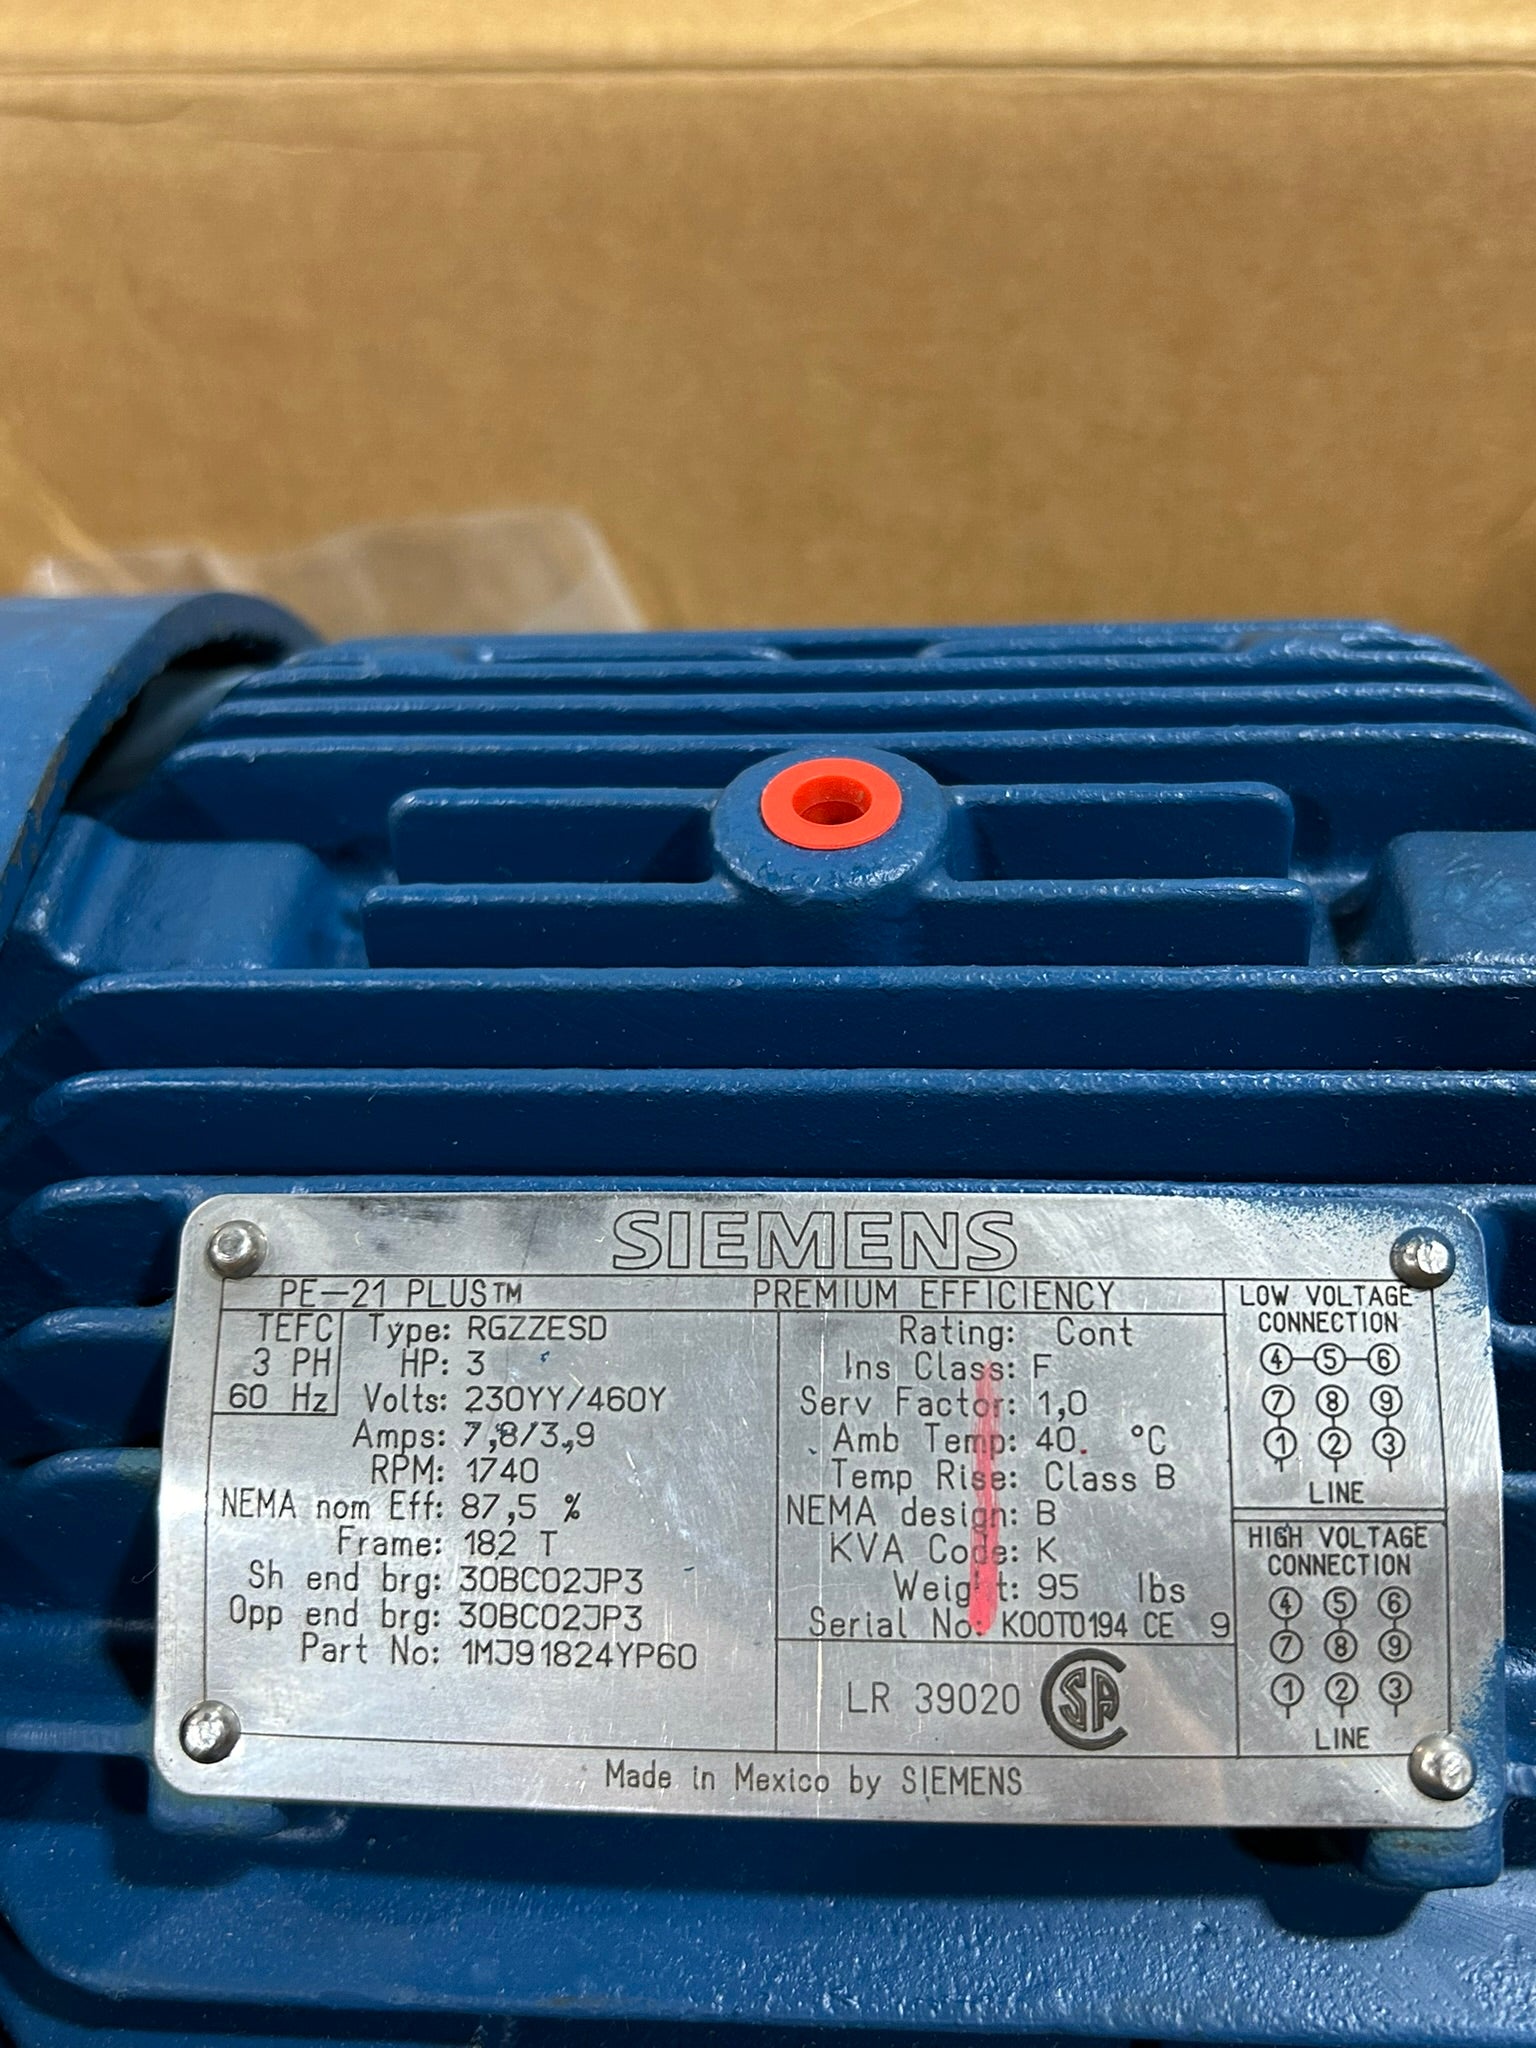 SIEMENS
PE-21 PLUS™ PREMIUM EFFICIENCY
TEFC
3 PH
60 Hz
Type: RGZZESD
HP: 3
Volts: 230YY/460Y
Amps: 7,8/3,9
RPM: 1740
NEMA nom Eff: 87,5 %
Frame: 182 T
Sh end brg: 30BC02JP3
Opp end brg: 30BC02JP3
Part No: 1MJ91824YP60
Rating: Cont
Ins Class: F
Serv Factor: 1,0
Amb Temp: 40. °C
Temp Rise: Class B
NEMA design: B
KVA Code: K
Weight: 95 lbs
Serial No: K00T0194 CE 9
LR 39020 CSA
LOW VOLTAGE
CONNECTION
4-5-6
7 8 9
1 2 3
LINE
HIGH VOLTAGE
CONNECTION
4 5 6
7 8 9
1 2 3
LINE
Made in Mexico by SIEMENS